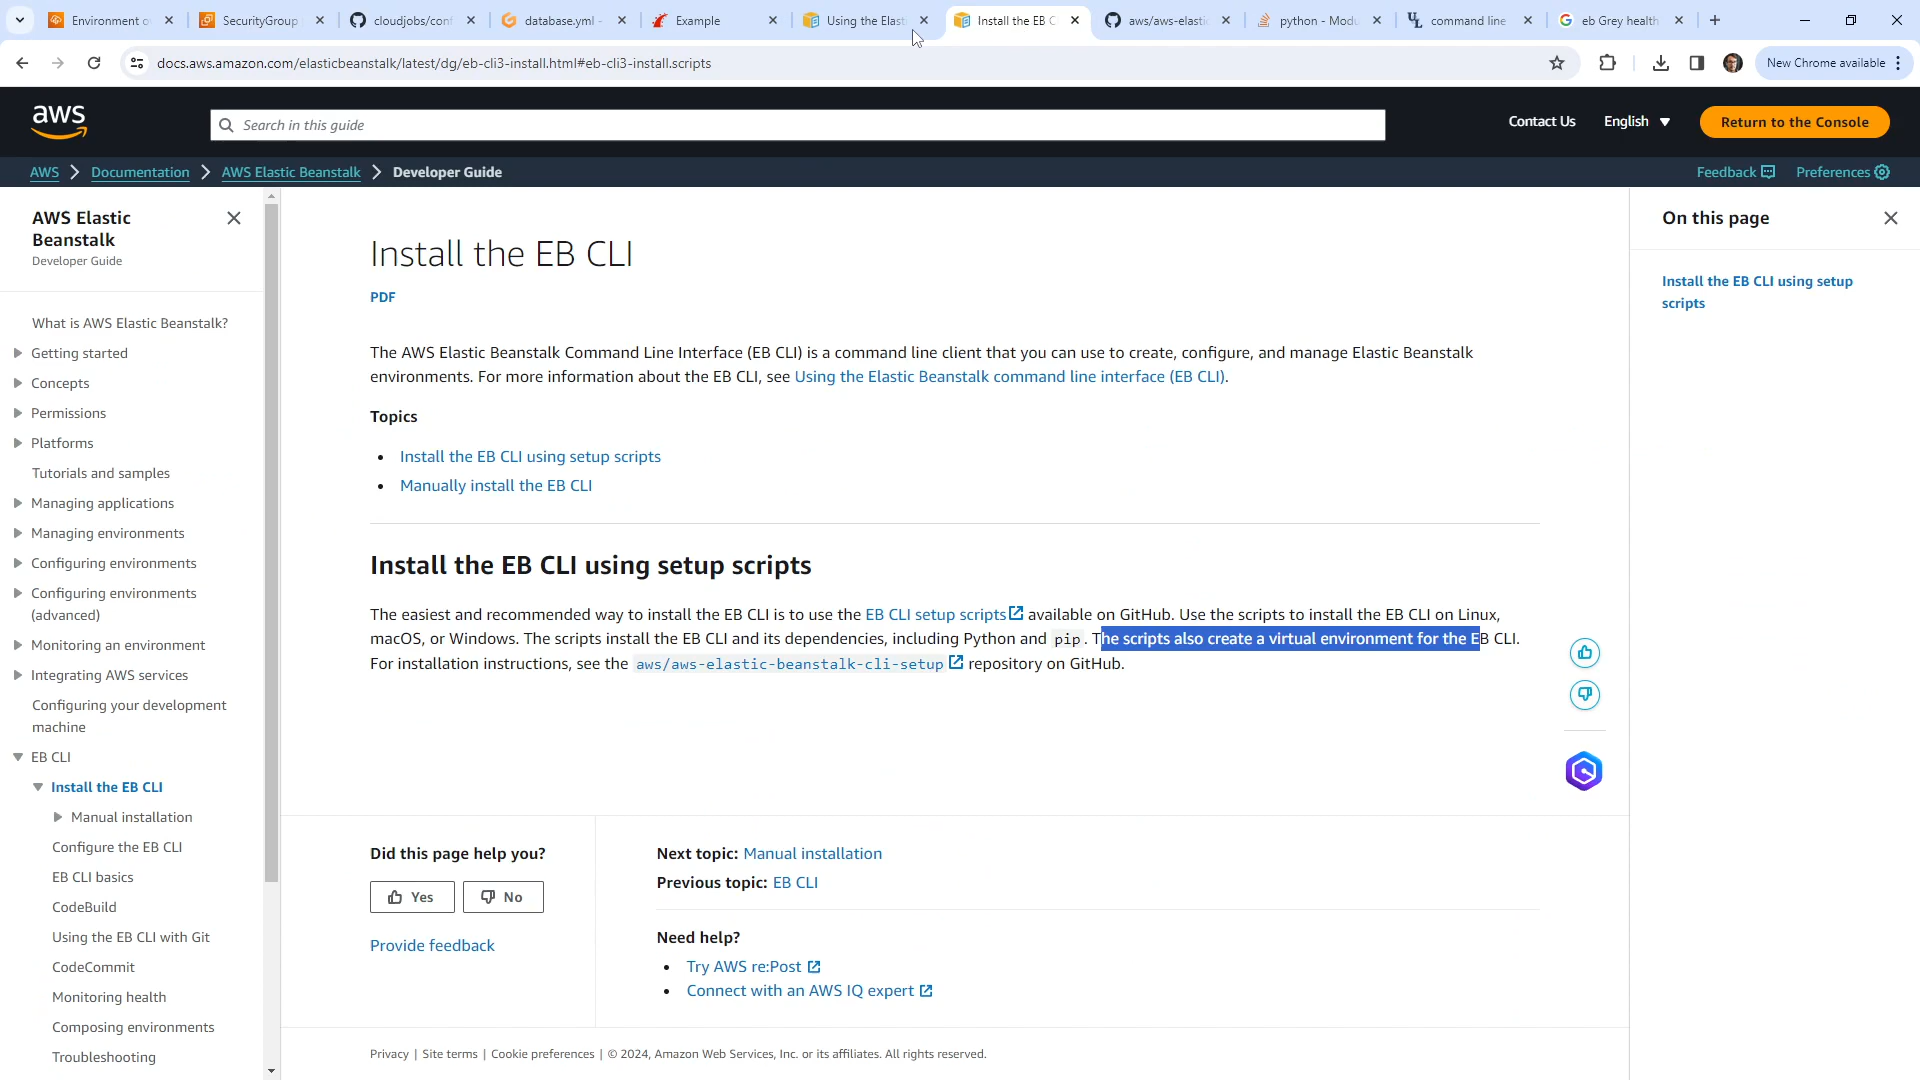 Environment o
SecurityGroup
cloudjobs/conf
database.yml -
Example
Using the Elast
Install the EB C
aws/aws-elasti
python - Modu
command line
eb Grey health
docs.aws.amazon.com/elasticbeanstalk/latest/dg/eb-cli3-install.html#eb-cli3-install.scripts
New Chrome available
aws
Search in this guide
Contact Us
English
Return to the Console
AWS
Documentation
AWS Elastic Beanstalk
Developer Guide
Feedback
Preferences
AWS Elastic
Beanstalk
Developer Guide
What is AWS Elastic Beanstalk?
Getting started
Concepts
Permissions
Platforms
Tutorials and samples
Managing applications
Managing environments
Configuring environments
Configuring environments
(advanced)
Monitoring an environment
Integrating AWS services
Configuring your development
machine
EB CLI
Install the EB CLI
Manual installation
Configure the EB CLI
EB CLI basics
CodeBuild
Using the EB CLI with Git
CodeCommit
Monitoring health
Composing environments
Troubleshooting
Install the EB CLI
PDF
The AWS Elastic Beanstalk Command Line Interface (EB CLI) is a command line client that you can use to create, configure, and manage Elastic Beanstalk
environments. For more information about the EB CLI, see Using the Elastic Beanstalk command line interface (EB CLI).
Topics
• Install the EB CLI using setup scripts
• Manually install the EB CLI
Install the EB CLI using setup scripts
The easiest and recommended way to install the EB CLI is to use the EB CLI setup scripts available on GitHub. Use the scripts to install the EB CLI on Linux,
macOS, or Windows. The scripts install the EB CLI and its dependencies, including Python and pip. The scripts also create a virtual environment for the EB CLI.
For installation instructions, see the aws/aws-elastic-beanstalk-cli-setup repository on GitHub.
Did this page help you?
Yes
No
Provide feedback
Next topic: Manual installation
Previous topic: EB CLI
Need help?
• Try AWS re:Post
• Connect with an AWS IQ expert
Privacy | Site terms | Cookie preferences | © 2024, Amazon Web Services, Inc. or its affiliates. All rights reserved.
On this page
Install the EB CLI using setup
scripts